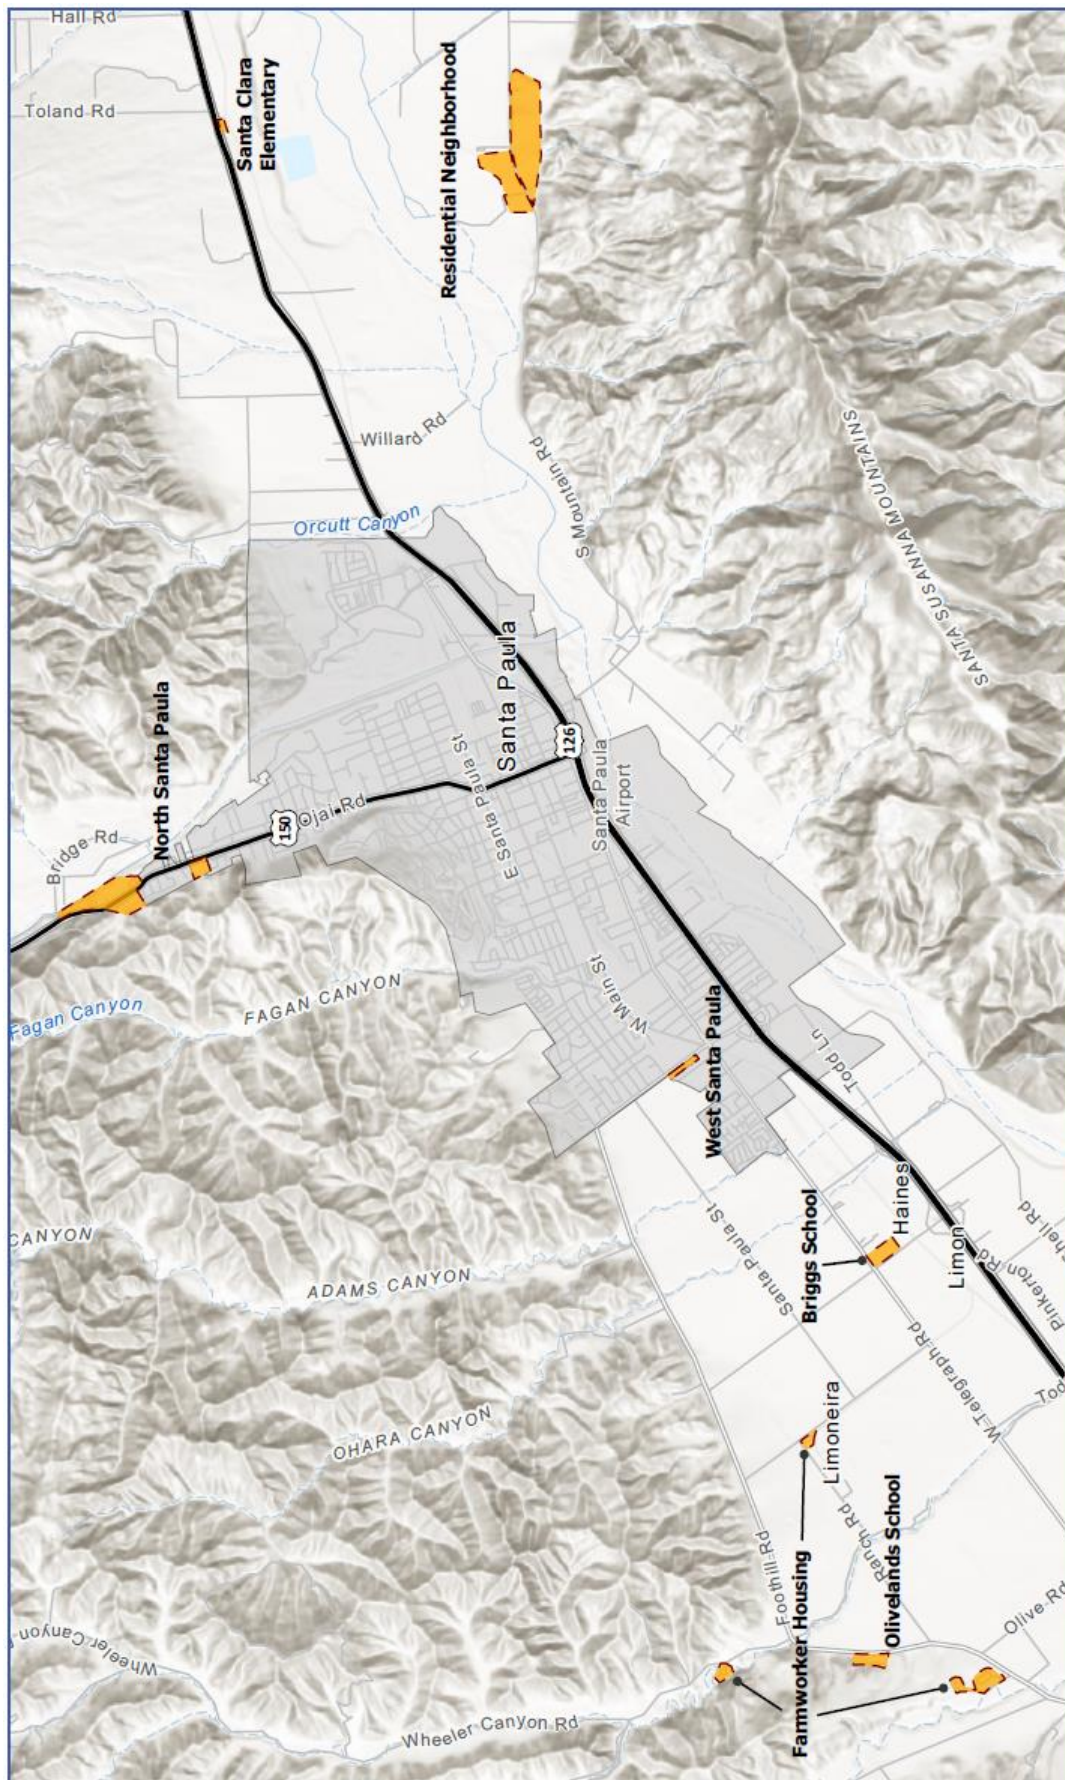 Hall Rd
Toland Rd
Santa Clara
Elementary
Residential Neighborhood
Willard Rd
Orcutt Canyon
S Mountain Rd
SANTA SUSANNA MOUNTAINS
North Santa Paula
Bridge Rd
150
Ojai Rd
E Santa Paula St
Santa Paula
126
Santa Paula
Airport
Fagan Canyon
FAGAN CANYON
W Main St
West Santa Paula
Todd Ln
CANYON
ADAMS CANYON
Santa Paula St
Briggs School
Haines
Limon
Pinkerton Rd
shell Rd
W Telegraph Rd
Tod
OHARA CANYON
Limoneira
Foothill Rd
Ranch Rd
Farmworker Housing
Olivelands School
Olive Rd
Wheeler Canyon
Wheeler Canyon Rd